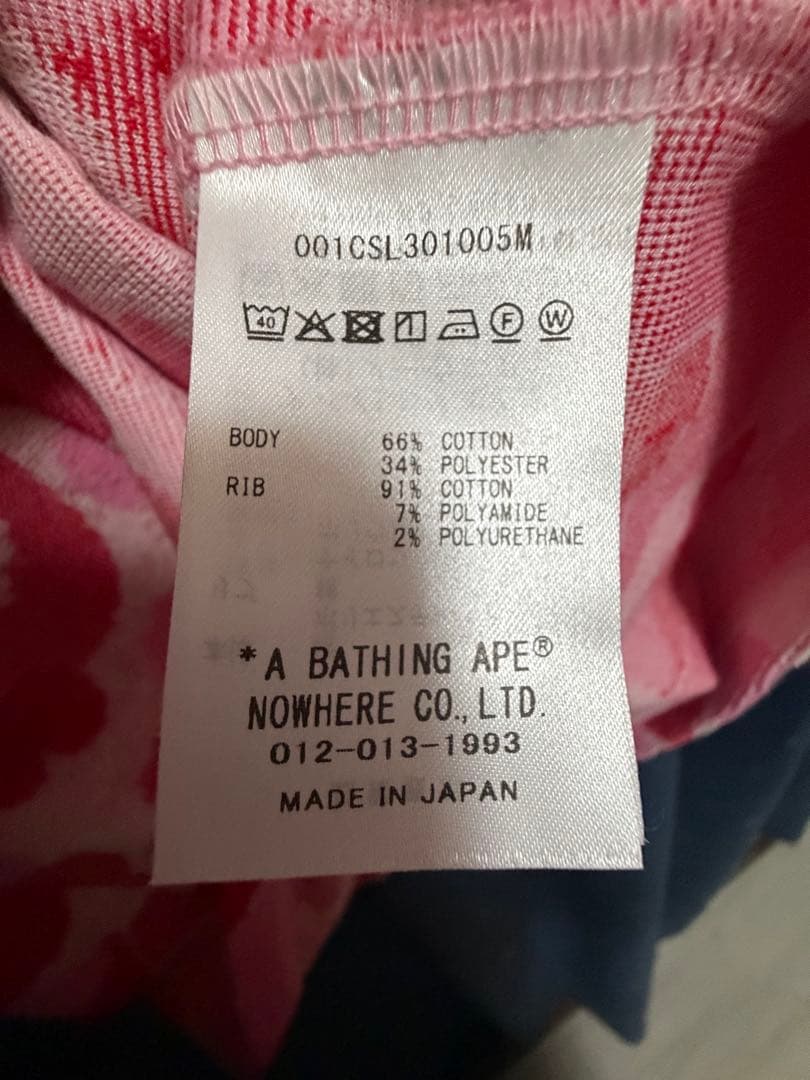 001CSL301005M
40 F W
BODY 66% COTTON
34% POLYESTER
RIB 91% COTTON
7% POLYAMIDE
2% POLYURETHANE
*A BATHING APE®
NOWHERE CO., LTD.
012-013-1993
MADE IN JAPAN